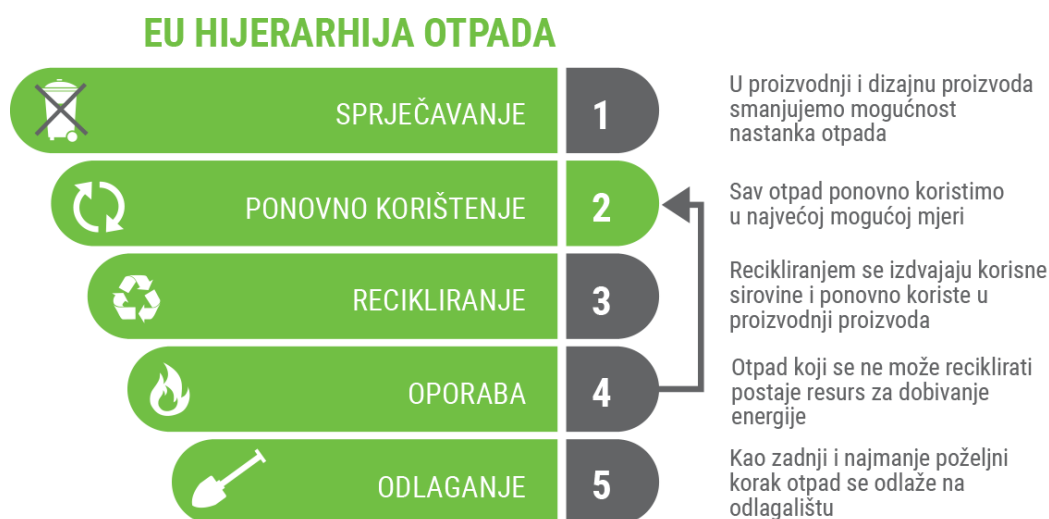 EU HIJERARHIJA OTPADA
SPRJEČAVANJE 1
U proizvodnji i dizajnu proizvoda
smanjujemo mogućnost
nastanka otpada
PONOVNO KORIŠTENJE 2
Sav otpad ponovno koristimo
u najvećoj mogućoj mjeri
RECIKLIRANJE 3
Recikliranjem se izdvajaju korisne
sirovine i ponovno koriste u
proizvodnji proizvoda
OPORABA 4
Otpad koji se ne može reciklirati
postaje resurs za dobivanje
energije
ODLAGANJE 5
Kao zadnji i najmanje poželjni
korak otpad se odlaže na
odlagalištu